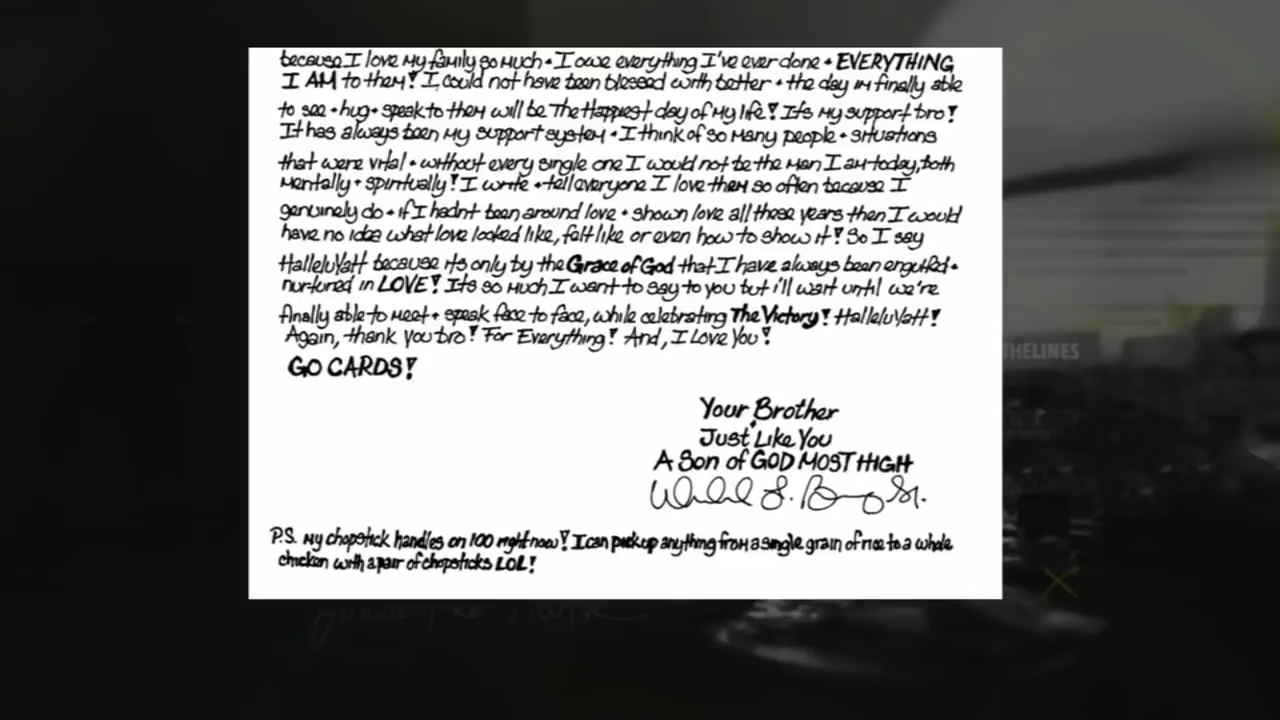 because I love my family so much + I owe everything I've ever done + EVERYTHING
I AM to them! I could not have been blessed with better + the day im finally able
to see + hug + speak to them will be The Happiest day of my life! It's my support bro!
It has always been my support system + I think of so many people + situations
that were vital + without every single one I would not be the man I am today, both
mentally + spiritually! I write + tell everyone I love them so often because I
genuinely do + if I hadnt been around love + shown love all these years then I would
have no idea what love looked like, felt like or even how to show it! So I say
HalleluYah! because its only by the Grace of God that I have always been engulfed +
nurtured in LOVE! Its so much I want to say to you but i'll wait until we're
finally able to meet + speak face to face, while celebrating The Victory! HalleluYah!
Again, thank you bro! For Everything! And, I Love You!
GO CARDS!
Your Brother
Just Like You
A Son of GOD MOST HIGH
P.S. My chopstick handles on 100 right now! I can pick up anything from a single grain of rice to a whole
chicken with a pair of chopsticks LOL!
THELINES